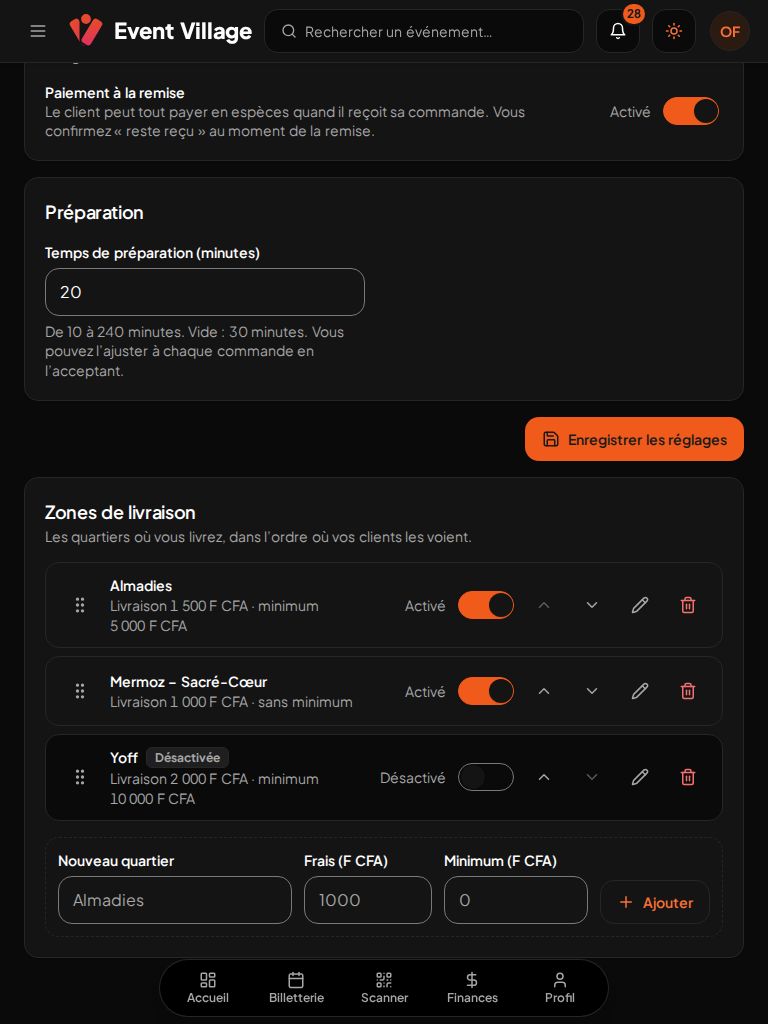 Event Village
Rechercher un événement...
28
OF
Paiement à la remise
Le client peut tout payer en espèces quand il reçoit sa commande. Vous
confirmez « reste reçu » au moment de la remise.
Activé
Préparation
Temps de préparation (minutes)
20
De 10 à 240 minutes. Vide : 30 minutes. Vous
pouvez l'ajuster à chaque commande en
l'acceptant.
Enregistrer les réglages
Zones de livraison
Les quartiers où vous livrez, dans l'ordre où vos clients les voient.
Almadies
Livraison 1 500 F CFA · minimum
5 000 F CFA
Activé
Mermoz – Sacré-Cœur
Livraison 1 000 F CFA · sans minimum
Activé
Yoff Désactivée
Livraison 2 000 F CFA · minimum
10 000 F CFA
Désactivé
Nouveau quartier
Almadies
Frais (F CFA)
1000
Minimum (F CFA)
0
Ajouter
Accueil
Billetterie
Scanner
Finances
Profil